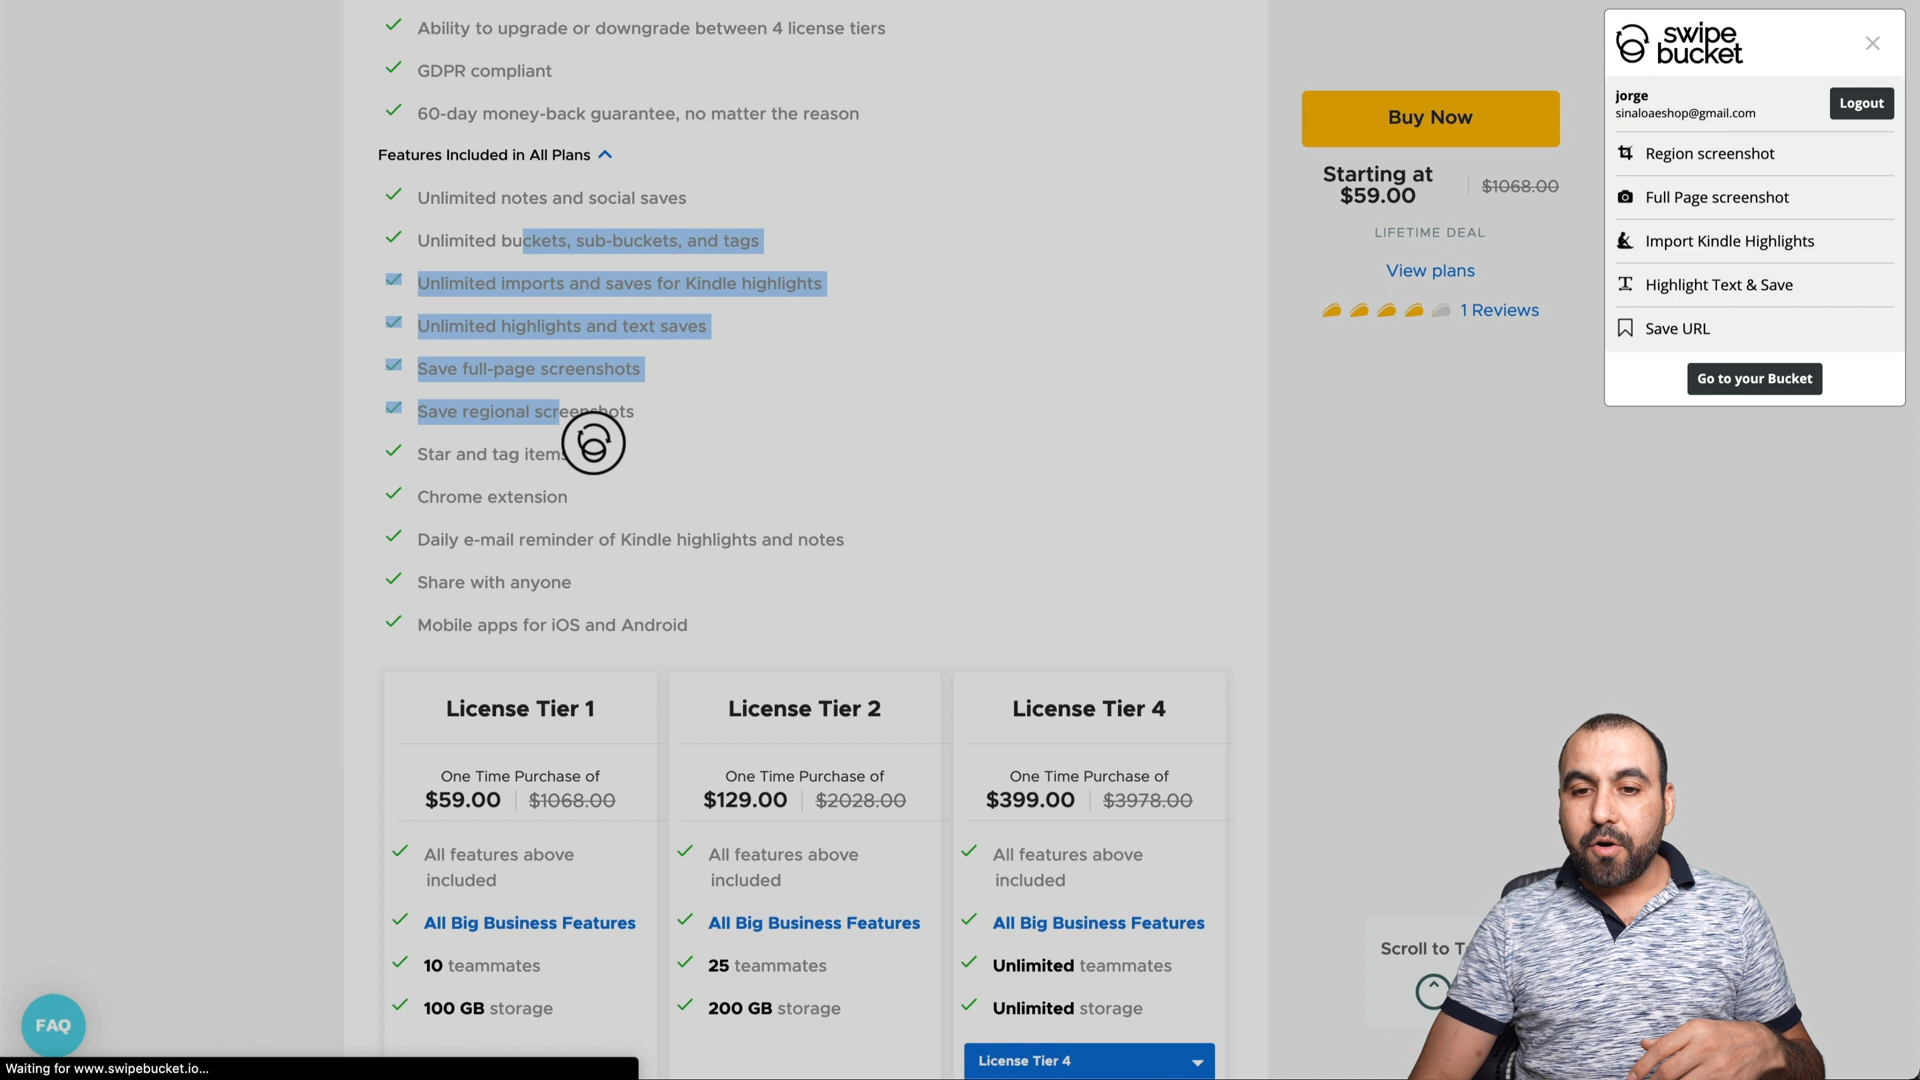 Ability to upgrade or downgrade between 4 license tiers
GDPR compliant
60-day money-back guarantee, no matter the reason
Features Included in All Plans
Unlimited notes and social saves
Unlimited buckets, sub-buckets, and tags
Unlimited imports and saves for Kindle highlights
Unlimited highlights and text saves
Save full-page screenshots
Save regional screenshots
Star and tag items
Chrome extension
Daily e-mail reminder of Kindle highlights and notes
Share with anyone
Mobile apps for iOS and Android
License Tier 1
One Time Purchase of
$59.00 $1068.00
All features above
included
All Big Business Features
10 teammates
100 GB storage
License Tier 2
One Time Purchase of
$129.00 $2028.00
All features above
included
All Big Business Features
25 teammates
200 GB storage
License Tier 4
One Time Purchase of
$399.00 $3978.00
All features above
included
All Big Business Features
Unlimited teammates
Unlimited storage
License Tier 4
Buy Now
Starting at
$59.00
$1068.00
LIFETIME DEAL
View plans
1 Reviews
swipe
bucket
jorge
sinaloaeshop@gmail.com
Logout
Region screenshot
Full Page screenshot
Import Kindle Highlights
Highlight Text & Save
Save URL
Go to your Bucket
Scroll to T
FAQ
Waiting for www.swipebucket.io...